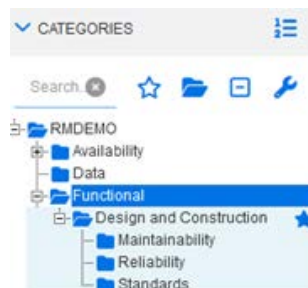 CATEGORIES
Search..
RMDEMO
Availability
Data
Functional
Design and Construction
Maintainability
Reliability
Standards